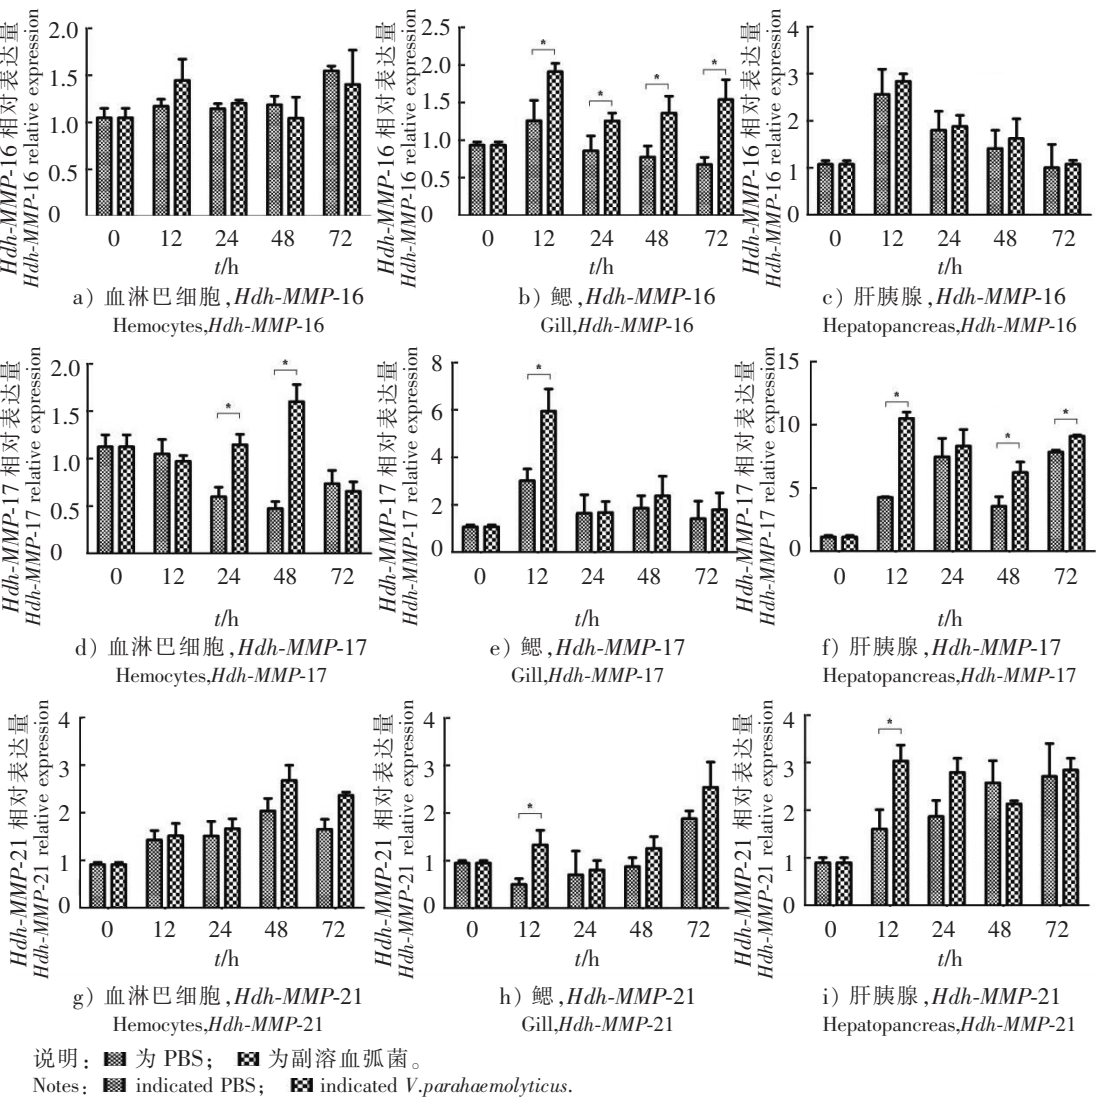 Hdh-MMP-16 相对表达量
Hdh-MMP-16 relative expression
2.0
1.5
1.0
0.5
0
0 12 24 48 72
t/h
a) 血淋巴细胞,Hdh-MMP-16
Hemocytes,Hdh-MMP-16
Hdh-MMP-16 相对表达量
Hdh-MMP-16 relative expression
2.5
2.0
1.5
1.0
0.5
0
* * * *
0 12 24 48 72
t/h
b) 鳃,Hdh-MMP-16
Gill,Hdh-MMP-16
Hdh-MMP-16 相对表达量
Hdh-MMP-16 relative expression
4
3
2
1
0
0 12 24 48 72
t/h
c) 肝胰腺,Hdh-MMP-16
Hepatopancreas,Hdh-MMP-16
Hdh-MMP-17 相对表达量
Hdh-MMP-17 relative expression
2.0
1.5
1.0
0.5
0
* *
0 12 24 48 72
t/h
d) 血淋巴细胞,Hdh-MMP-17
Hemocytes,Hdh-MMP-17
Hdh-MMP-17 相对表达量
Hdh-MMP-17 relative expression
8
6
4
2
0
*
0 12 24 48 72
t/h
e) 鳃,Hdh-MMP-17
Gill,Hdh-MMP-17
Hdh-MMP-17 相对表达量
Hdh-MMP-17 relative expression
15
10
5
0
* * *
0 12 24 48 72
t/h
f) 肝胰腺,Hdh-MMP-17
Hepatopancreas,Hdh-MMP-17
Hdh-MMP-21 相对表达量
Hdh-MMP-21 relative expression
4
3
2
1
0
0 12 24 48 72
t/h
g) 血淋巴细胞,Hdh-MMP-21
Hemocytes,Hdh-MMP-21
Hdh-MMP-21 相对表达量
Hdh-MMP-21 relative expression
4
3
2
1
0
*
0 12 24 48 72
t/h
h) 鳃,Hdh-MMP-21
Gill,Hdh-MMP-21
Hdh-MMP-21 相对表达量
Hdh-MMP-21 relative expression
4
3
2
1
0
*
0 12 24 48 72
t/h
i) 肝胰腺,Hdh-MMP-21
Hepatopancreas,Hdh-MMP-21
说明: 为 PBS; 为副溶血弧菌。
Notes: indicated PBS; indicated V.parahaemolyticus.